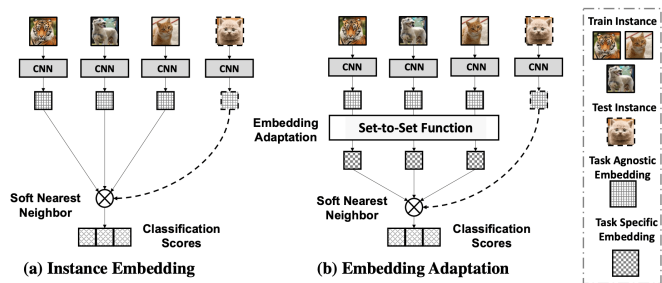 CNN CNN CNN CNN
Soft Nearest
Neighbor
Classification
Scores
(a) Instance Embedding
CNN CNN CNN CNN
Embedding
Adaptation
Set-to-Set Function
Soft Nearest
Neighbor
Classification
Scores
(b) Embedding Adaptation
Train Instance
Test Instance
Task Agnostic
Embedding
Task Specific
Embedding